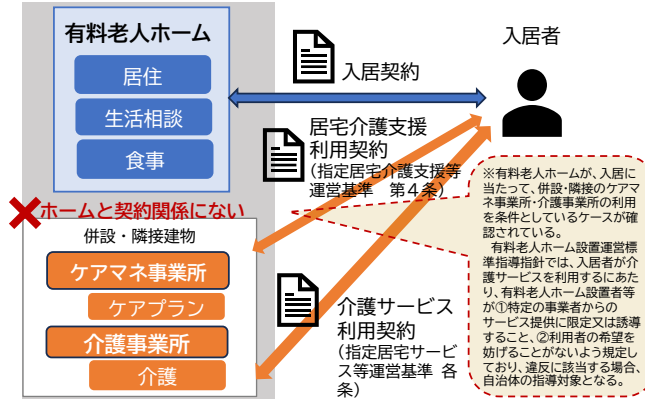 有料老人ホーム
居住
生活相談
食事
入居契約
入居者
居宅介護支援
利用契約
（指定居宅介護支援等
運営基準　第４条）
ホームと契約関係にない
併設・隣接建物
ケアマネ事業所
ケアプラン
介護事業所
介護
介護サービス
利用契約
（指定居宅サービ
ス等運営基準 各
条）
※有料老人ホームが、入居に
当たって、併設・隣接のケアマ
ネ事業所・介護事業所の利用
を条件としているケースが確
認されている。
　有料老人ホーム設置運営標
準指導指針では、入居者が介
護サービスを利用するにあた
り、有料老人ホーム設置者等
が①特定の事業者からの
サービス提供に限定又は誘導
すること、②利用者の希望を
妨げることがないよう規定し
ており、違反に該当する場合、
自治体の指導対象となる。